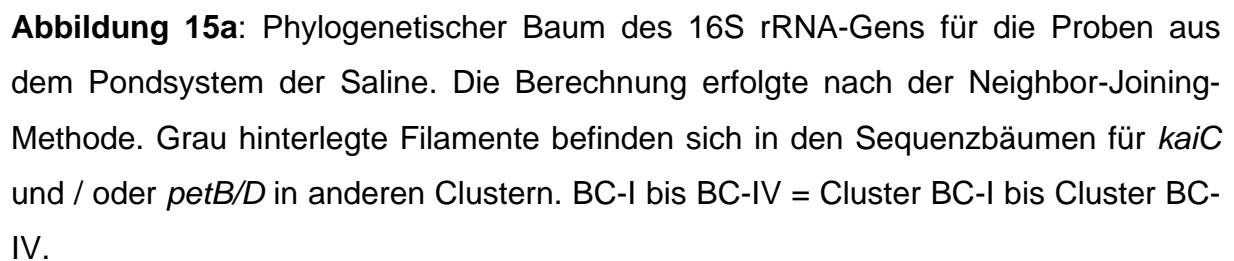 Abbildung 15a: Phylogenetischer Baum des 16S rRNA-Gens für die Proben aus
dem Pondsystem der Saline. Die Berechnung erfolgte nach der Neighbor-Joining-
Methode. Grau hinterlegte Filamente befinden sich in den Sequenzbäumen für kaiC
und / oder petB/D in anderen Clustern. BC-I bis BC-IV = Cluster BC-I bis Cluster BC-
IV.